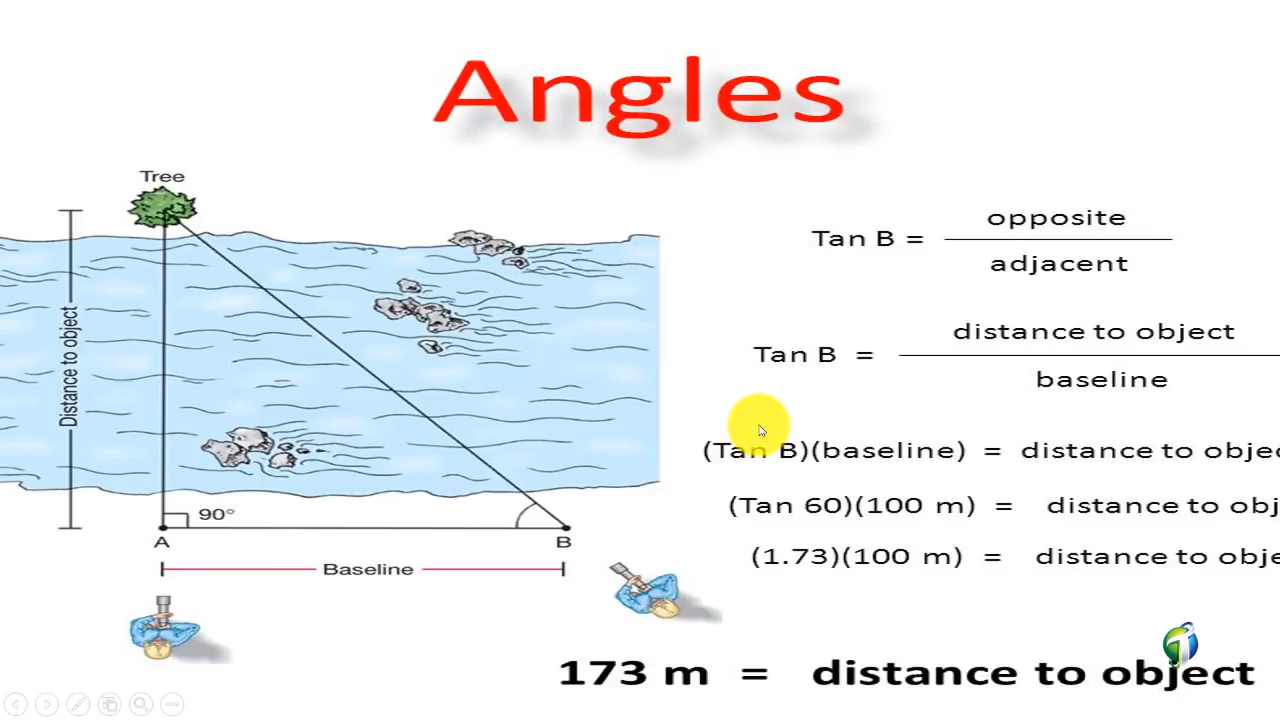 Angles
Tree
Distance to object
90°
A
B
Baseline
Tan B = opposite
adjacent
Tan B = distance to object
baseline
(Tan B)(baseline) = distance to objec
(Tan 60)(100 m) = distance to obj
(1.73)(100 m) = distance to obje
173 m = distance to object